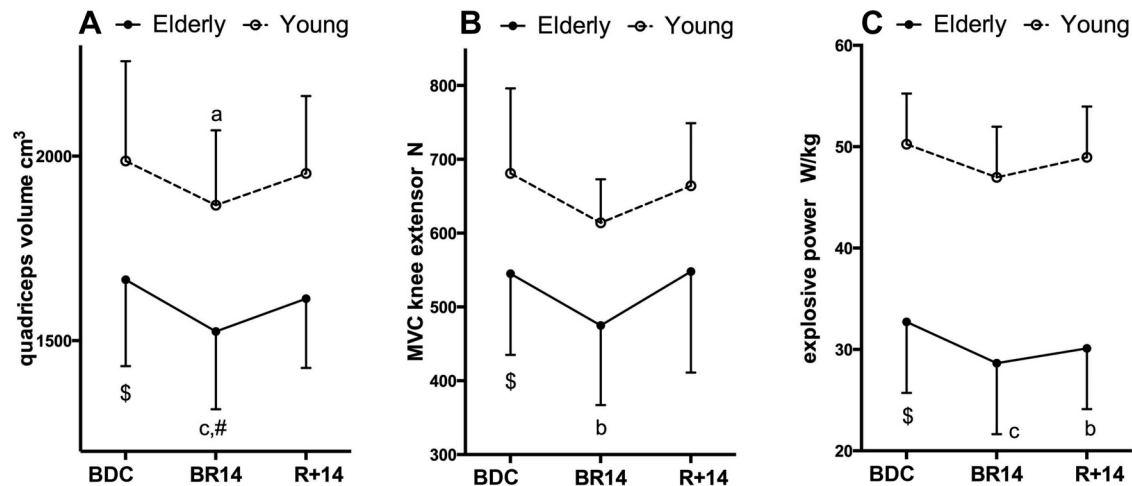 A Elderly Young
quadriceps volume cm³
2000
1500
a
$
c,#
BDC BR14 R+14
B Elderly Young
MVC knee extensor N
800
700
600
500
400
300
$
b
BDC BR14 R+14
C Elderly Young
explosive power W/kg
60
50
40
30
20
$
c
b
BDC BR14 R+14